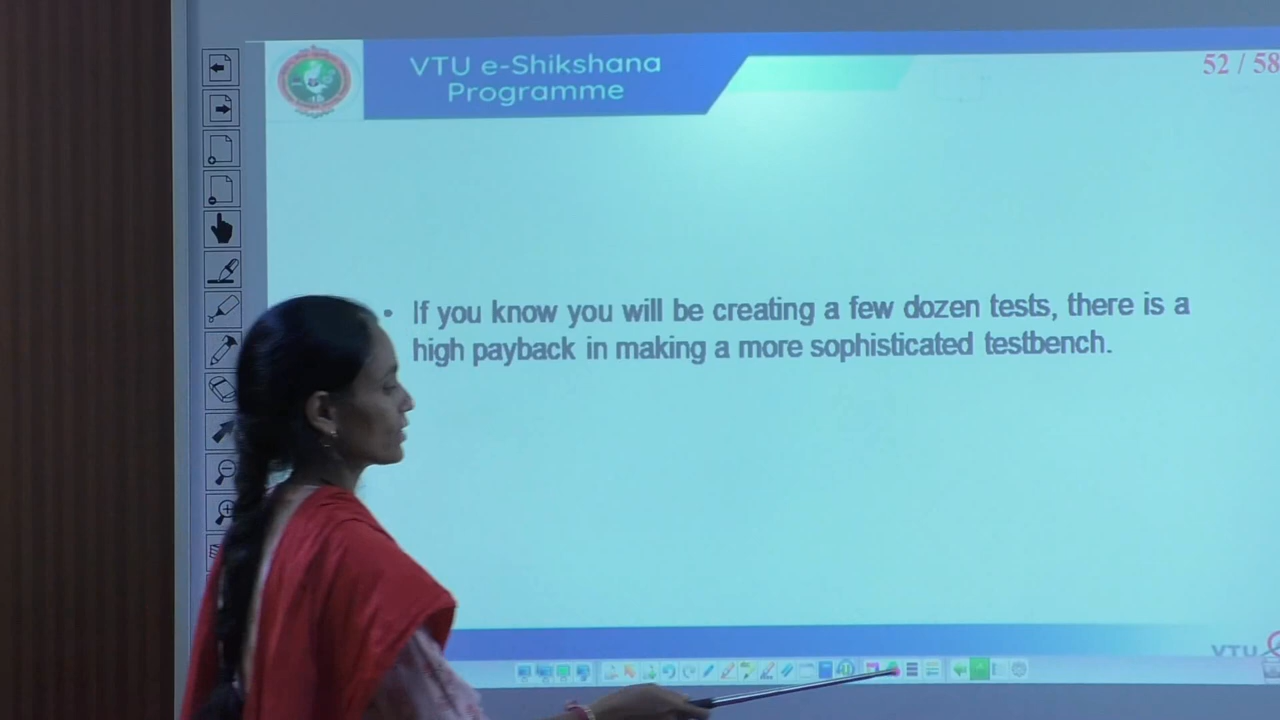 VTU e-Shikshana
Programme
52 / 58
• If you know you will be creating a few dozen tests, there is a
high payback in making a more sophisticated testbench.
VTU